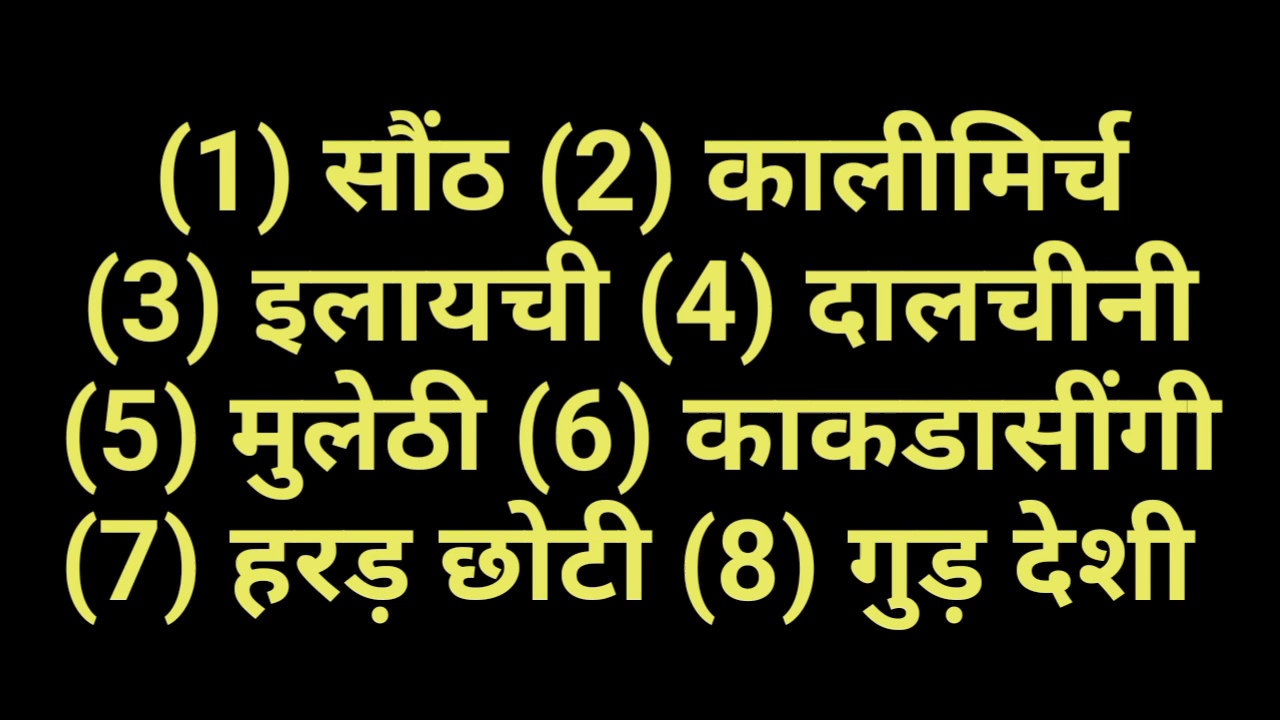 (1) सौंठ (2) कालीमिर्च
(3) इलायची (4) दालचीनी
(5) मुलेठी (6) काकडासींगी
(7) हरड़ छोटी (8) गुड़ देशी